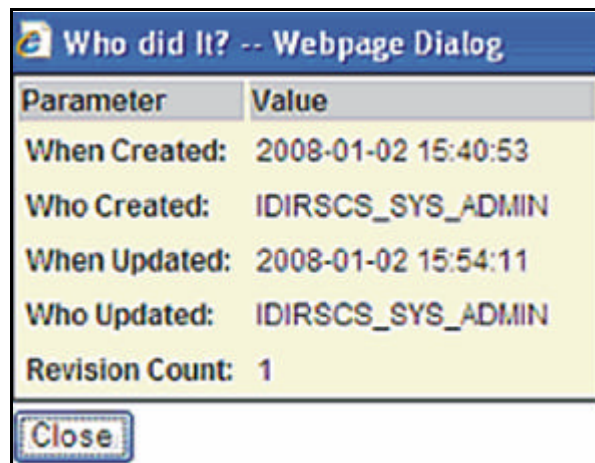 Who did It? -- Webpage Dialog
Parameter Value
When Created: 2008-01-02 15:40:53
Who Created: IDIRSCS_SYS_ADMIN
When Updated: 2008-01-02 15:54:11
Who Updated: IDIRSCS_SYS_ADMIN
Revision Count: 1
Close